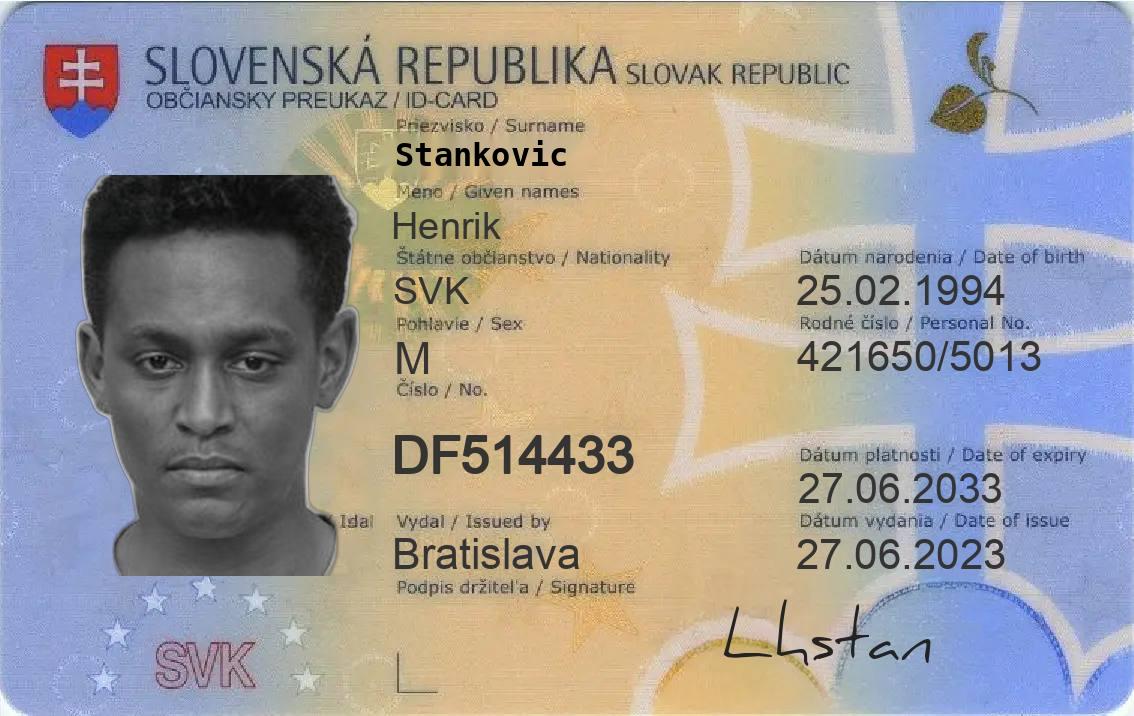 SLOVENSKÁ REPUBLIKA SLOVAK REPUBLIC
OBČIANSKY PREUKAZ / ID-CARD
Priezvisko / Surname
Stankovic
Meno / Given names
Henrik
Štátne občianstvo / Nationality
SVK
Dátum narodenia / Date of birth
25.02.1994
Pohlavie / Sex
M
Rodné číslo / Personal No.
421650/5013
Číslo / No.
DF514433
Dátum platnosti / Date of expiry
27.06.2033
Vydal / Issued by
Bratislava
Dátum vydania / Date of issue
27.06.2023
Podpis držiteľa / Signature
SVK